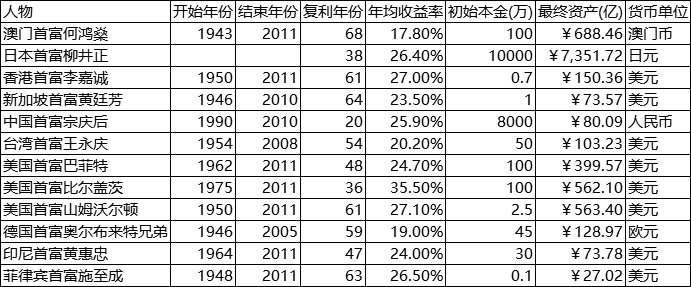 人物 开始年份 结束年份 复利年份 年均收益率 初始本金(万) 最终资产(亿) 货币单位
澳门首富何鸿燊 1943 2011 68 17.80% 100 ￥688.46 澳门币
日本首富柳井正 38 26.40% 10000 ￥7,351.72 日元
香港首富李嘉诚 1950 2011 61 27.00% 0.7 ￥150.36 美元
新加坡首富黄廷芳 1946 2010 64 23.50% 1 ￥73.57 美元
中国首富宗庆后 1990 2010 20 25.90% 8000 ￥80.09 人民币
台湾首富王永庆 1954 2008 54 20.20% 50 ￥103.23 美元
美国首富巴菲特 1962 2011 48 24.70% 100 ￥399.57 美元
美国首富比尔盖茨 1975 2011 36 35.50% 100 ￥562.10 美元
美国首富山姆沃尔顿 1950 2011 61 27.10% 2.5 ￥563.40 美元
德国首富奥尔布来特兄弟 1946 2005 59 19.00% 45 ￥128.97 欧元
印尼首富黄惠忠 1964 2011 47 24.00% 30 ￥73.78 美元
菲律宾首富施至成 1948 2011 63 26.50% 0.1 ￥27.02 美元